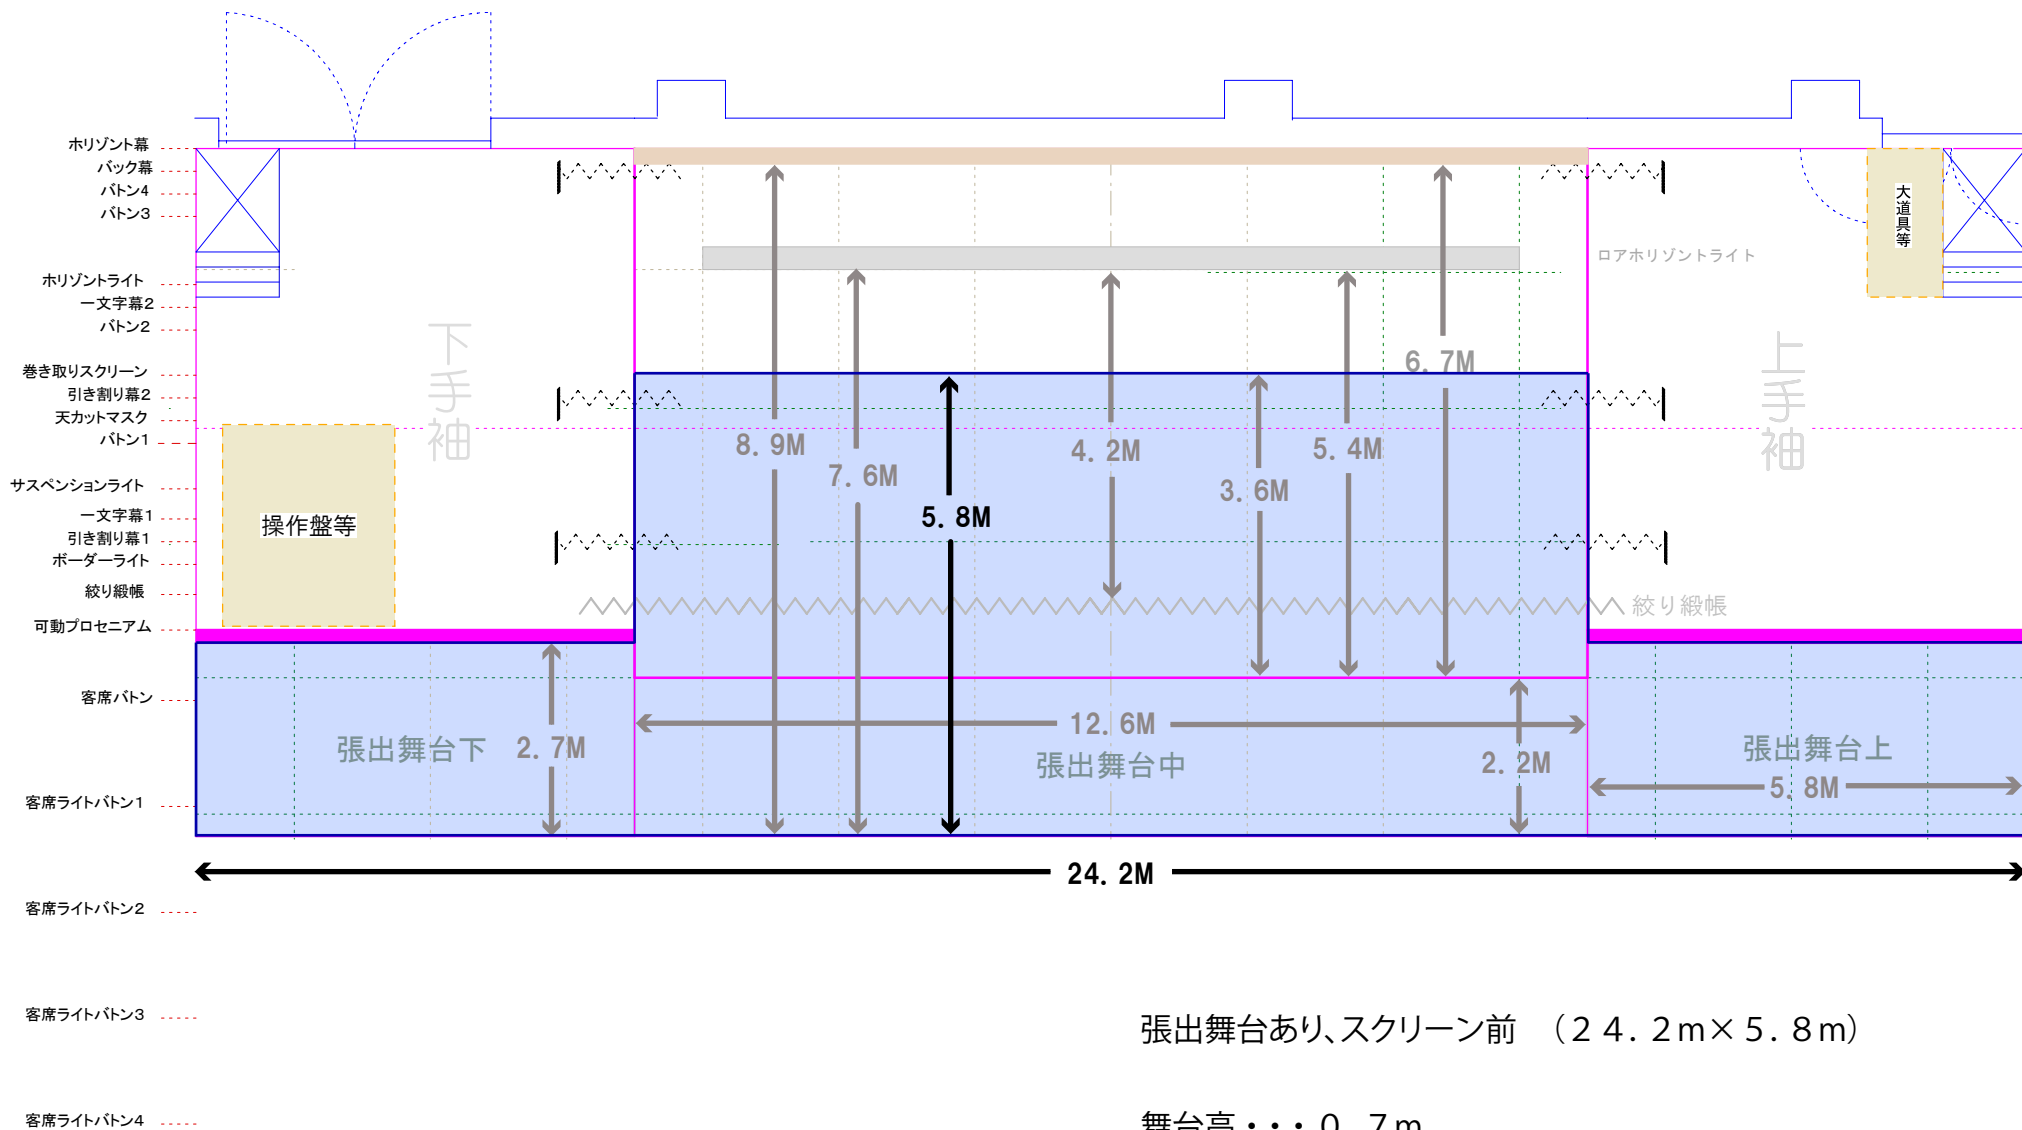 ホリゾント幕
バック幕
バトン4
バトン3
ホリゾントライト
一文字幕2
バトン2
巻き取りスクリーン
引き割り幕2
天カットマスク
バトン1
サスペンションライト
一文字幕1
引き割り幕1
ボーダーライト
絞り緞帳
可動プロセニアム
客席バトン
客席ライトバトン1
客席ライトバトン2
客席ライトバトン3
客席ライトバトン4
下手袖
操作盤等
大道具等
ロアホリゾントライト
上手袖
6.7M
8.9M
7.6M
4.2M
5.4M
3.6M
5.8M
絞り緞帳
張出舞台下
2.7M
12.6M
張出舞台中
2.2M
張出舞台上
5.8M
24.2M
張出舞台あり、スクリーン前　（２４．２ｍ×５．８ｍ）
舞台高・・・０．７ｍ